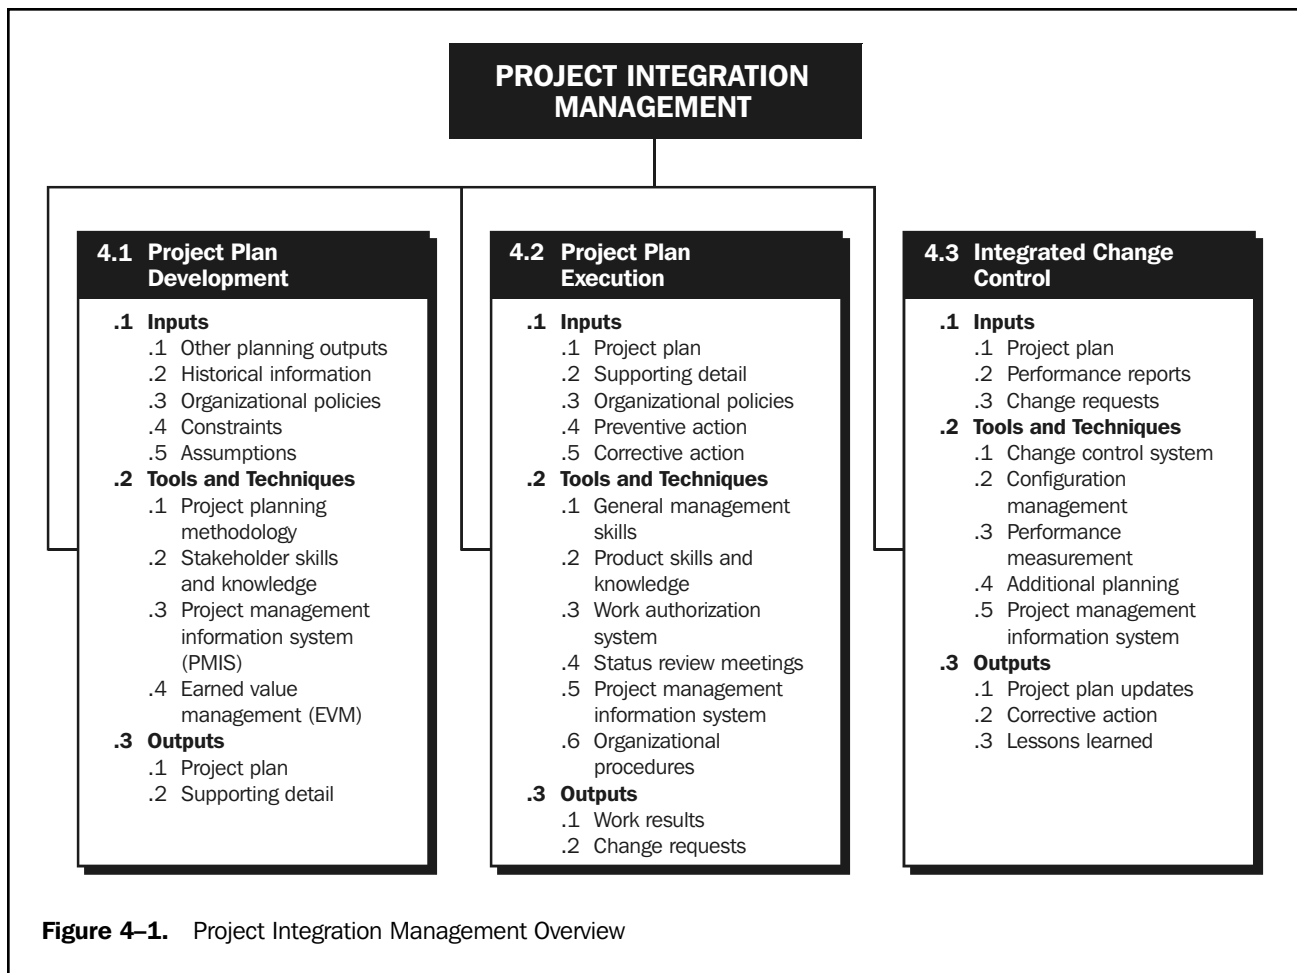 PROJECT INTEGRATION
MANAGEMENT
4.1 Project Plan
Development
.1 Inputs
.1 Other planning outputs
.2 Historical information
.3 Organizational policies
.4 Constraints
.5 Assumptions
.2 Tools and Techniques
.1 Project planning
methodology
.2 Stakeholder skills
and knowledge
.3 Project management
information system
(PMIS)
.4 Earned value
management (EVM)
.3 Outputs
.1 Project plan
.2 Supporting detail
4.2 Project Plan
Execution
.1 Inputs
.1 Project plan
.2 Supporting detail
.3 Organizational policies
.4 Preventive action
.5 Corrective action
.2 Tools and Techniques
.1 General management
skills
.2 Product skills and
knowledge
.3 Work authorization
system
.4 Status review meetings
.5 Project management
information system
.6 Organizational
procedures
.3 Outputs
.1 Work results
.2 Change requests
4.3 Integrated Change
Control
.1 Inputs
.1 Project plan
.2 Performance reports
.3 Change requests
.2 Tools and Techniques
.1 Change control system
.2 Configuration
management
.3 Performance
measurement
.4 Additional planning
.5 Project management
information system
.3 Outputs
.1 Project plan updates
.2 Corrective action
.3 Lessons learned
Figure 4–1. Project Integration Management Overview